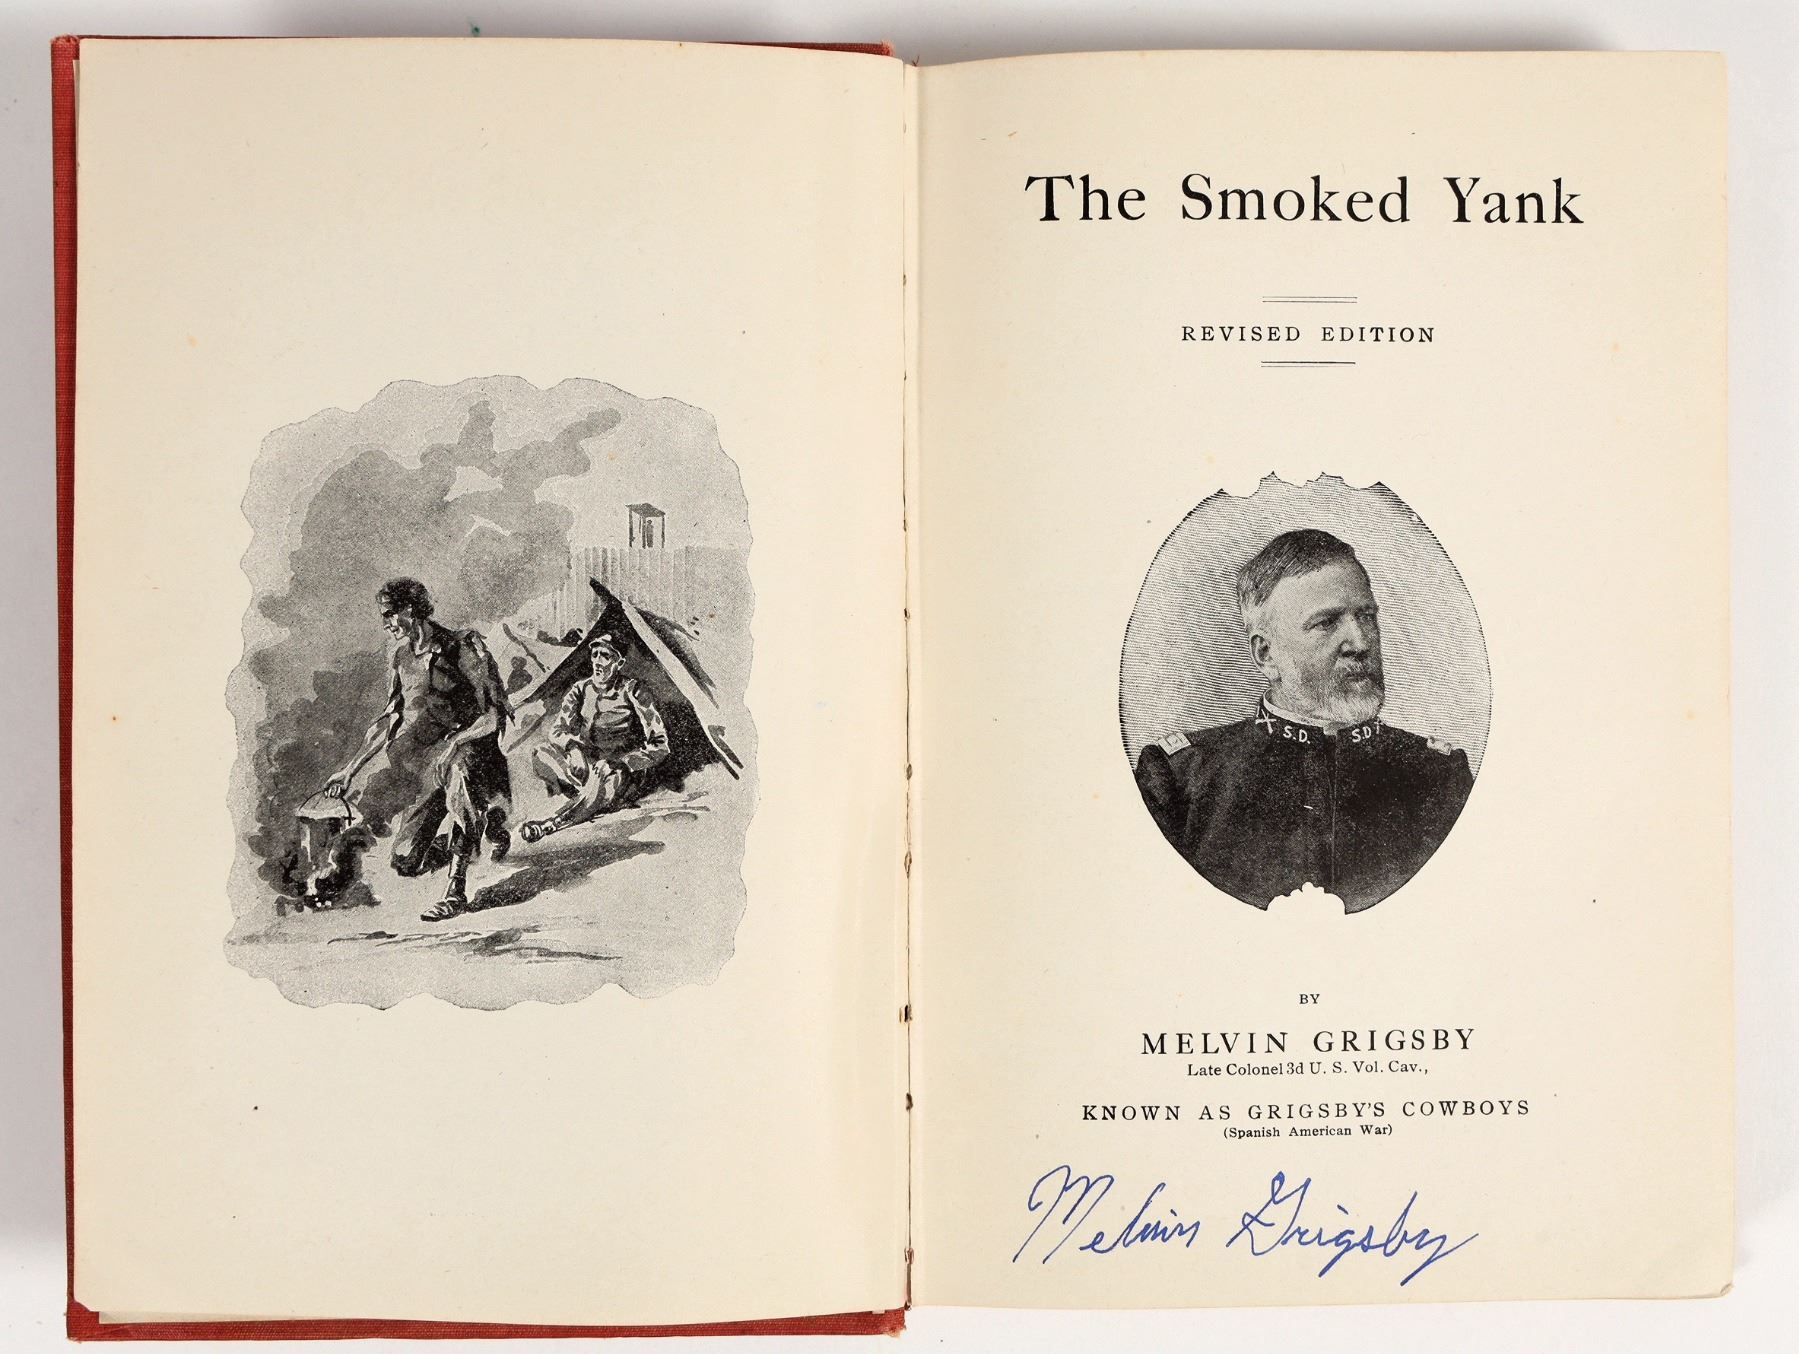 The Smoked Yank
REVISED EDITION
S.D. S.D
BY
MELVIN GRIGSBY
Late Colonel 3d U. S. Vol. Cav.,
KNOWN AS GRIGSBY'S COWBOYS
(Spanish American War)
Melvin Grigsby